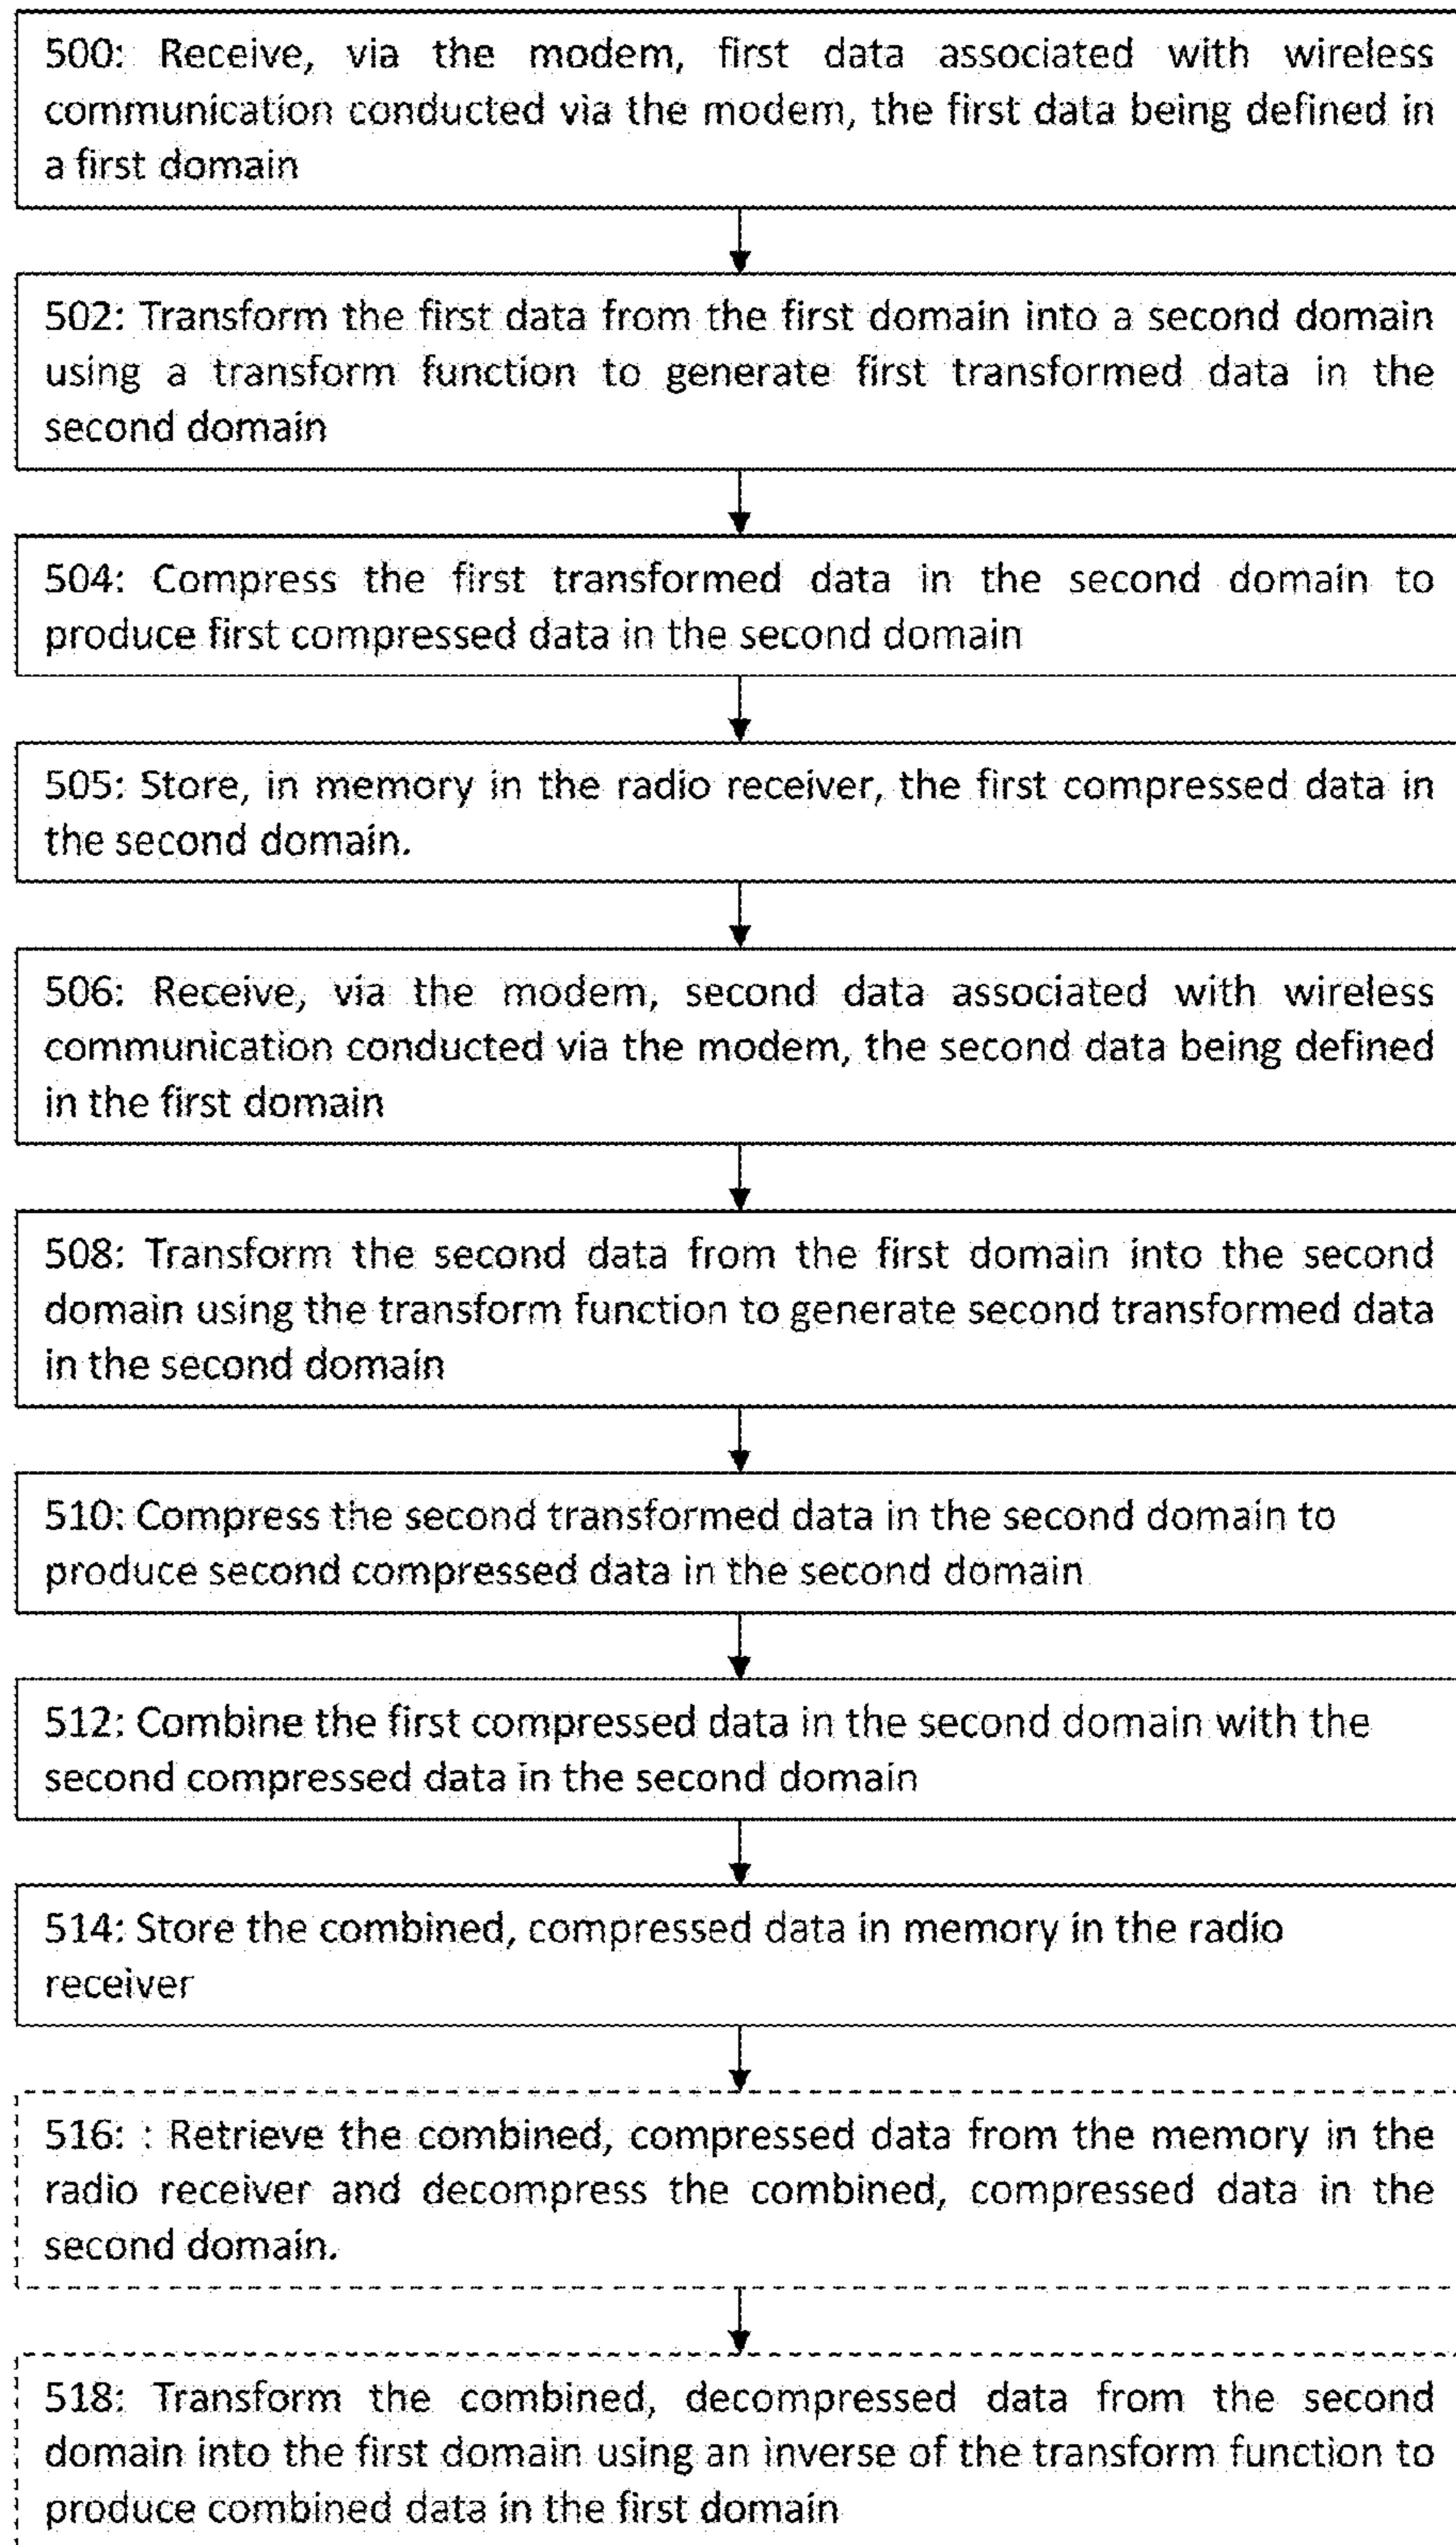 500: Receive, via the modem, first data associated with wireless
communication conducted via the modem, the first data being defined in
a first domain
502: Transform the first data from the first domain into a second domain
using a transform function to generate first transformed data in the
second domain
504: Compress the first transformed data in the second domain to
produce first compressed data in the second domain
505: Store, in memory in the radio receiver, the first compressed data in
the second domain.
506: Receive, via the modem, second data associated with wireless
communication conducted via the modem, the second data being defined
in the first domain
508: Transform the second data from the first domain into the second
domain using the transform function to generate second transformed data
in the second domain
510: Compress the second transformed data in the second domain to
produce second compressed data in the second domain
512: Combine the first compressed data in the second domain with the
second compressed data in the second domain
514: Store the combined, compressed data in memory in the radio
receiver
516: : Retrieve the combined, compressed data from the memory in the
radio receiver and decompress the combined, compressed data in the
second domain.
518: Transform the combined, decompressed data from the second
domain into the first domain using an inverse of the transform function to
produce combined data in the first domain